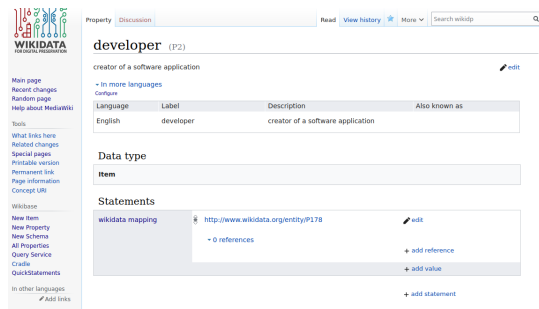 WIKIDATA
FOR DIGITAL PRESERVATION
Main page
Recent changes
Random page
Help about MediaWiki
Tools
What links here
Related changes
Special pages
Printable version
Permanent link
Page information
Concept URI
Wikibase
New Item
New Property
New Schema
All Properties
Query Service
Cradle
QuickStatements
In other languages
Add links
Property Discussion Read View history More Search wikidp
developer (P2)
creator of a software application edit
In more languages
Configure
Language Label Description Also known as
English developer creator of a software application
Data type
Item
Statements
wikidata mapping http://www.wikidata.org/entity/P178 edit
0 references
+ add reference
+ add value
+ add statement